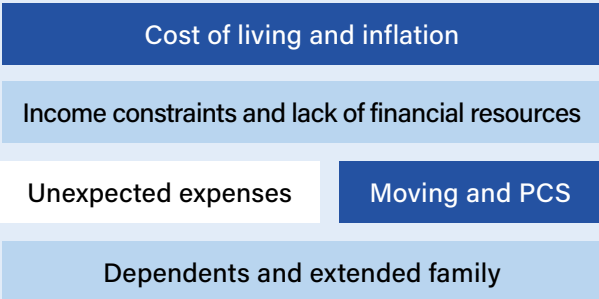 Cost of living and inflation
Income constraints and lack of financial resources
Unexpected expenses
Moving and PCS
Dependents and extended family